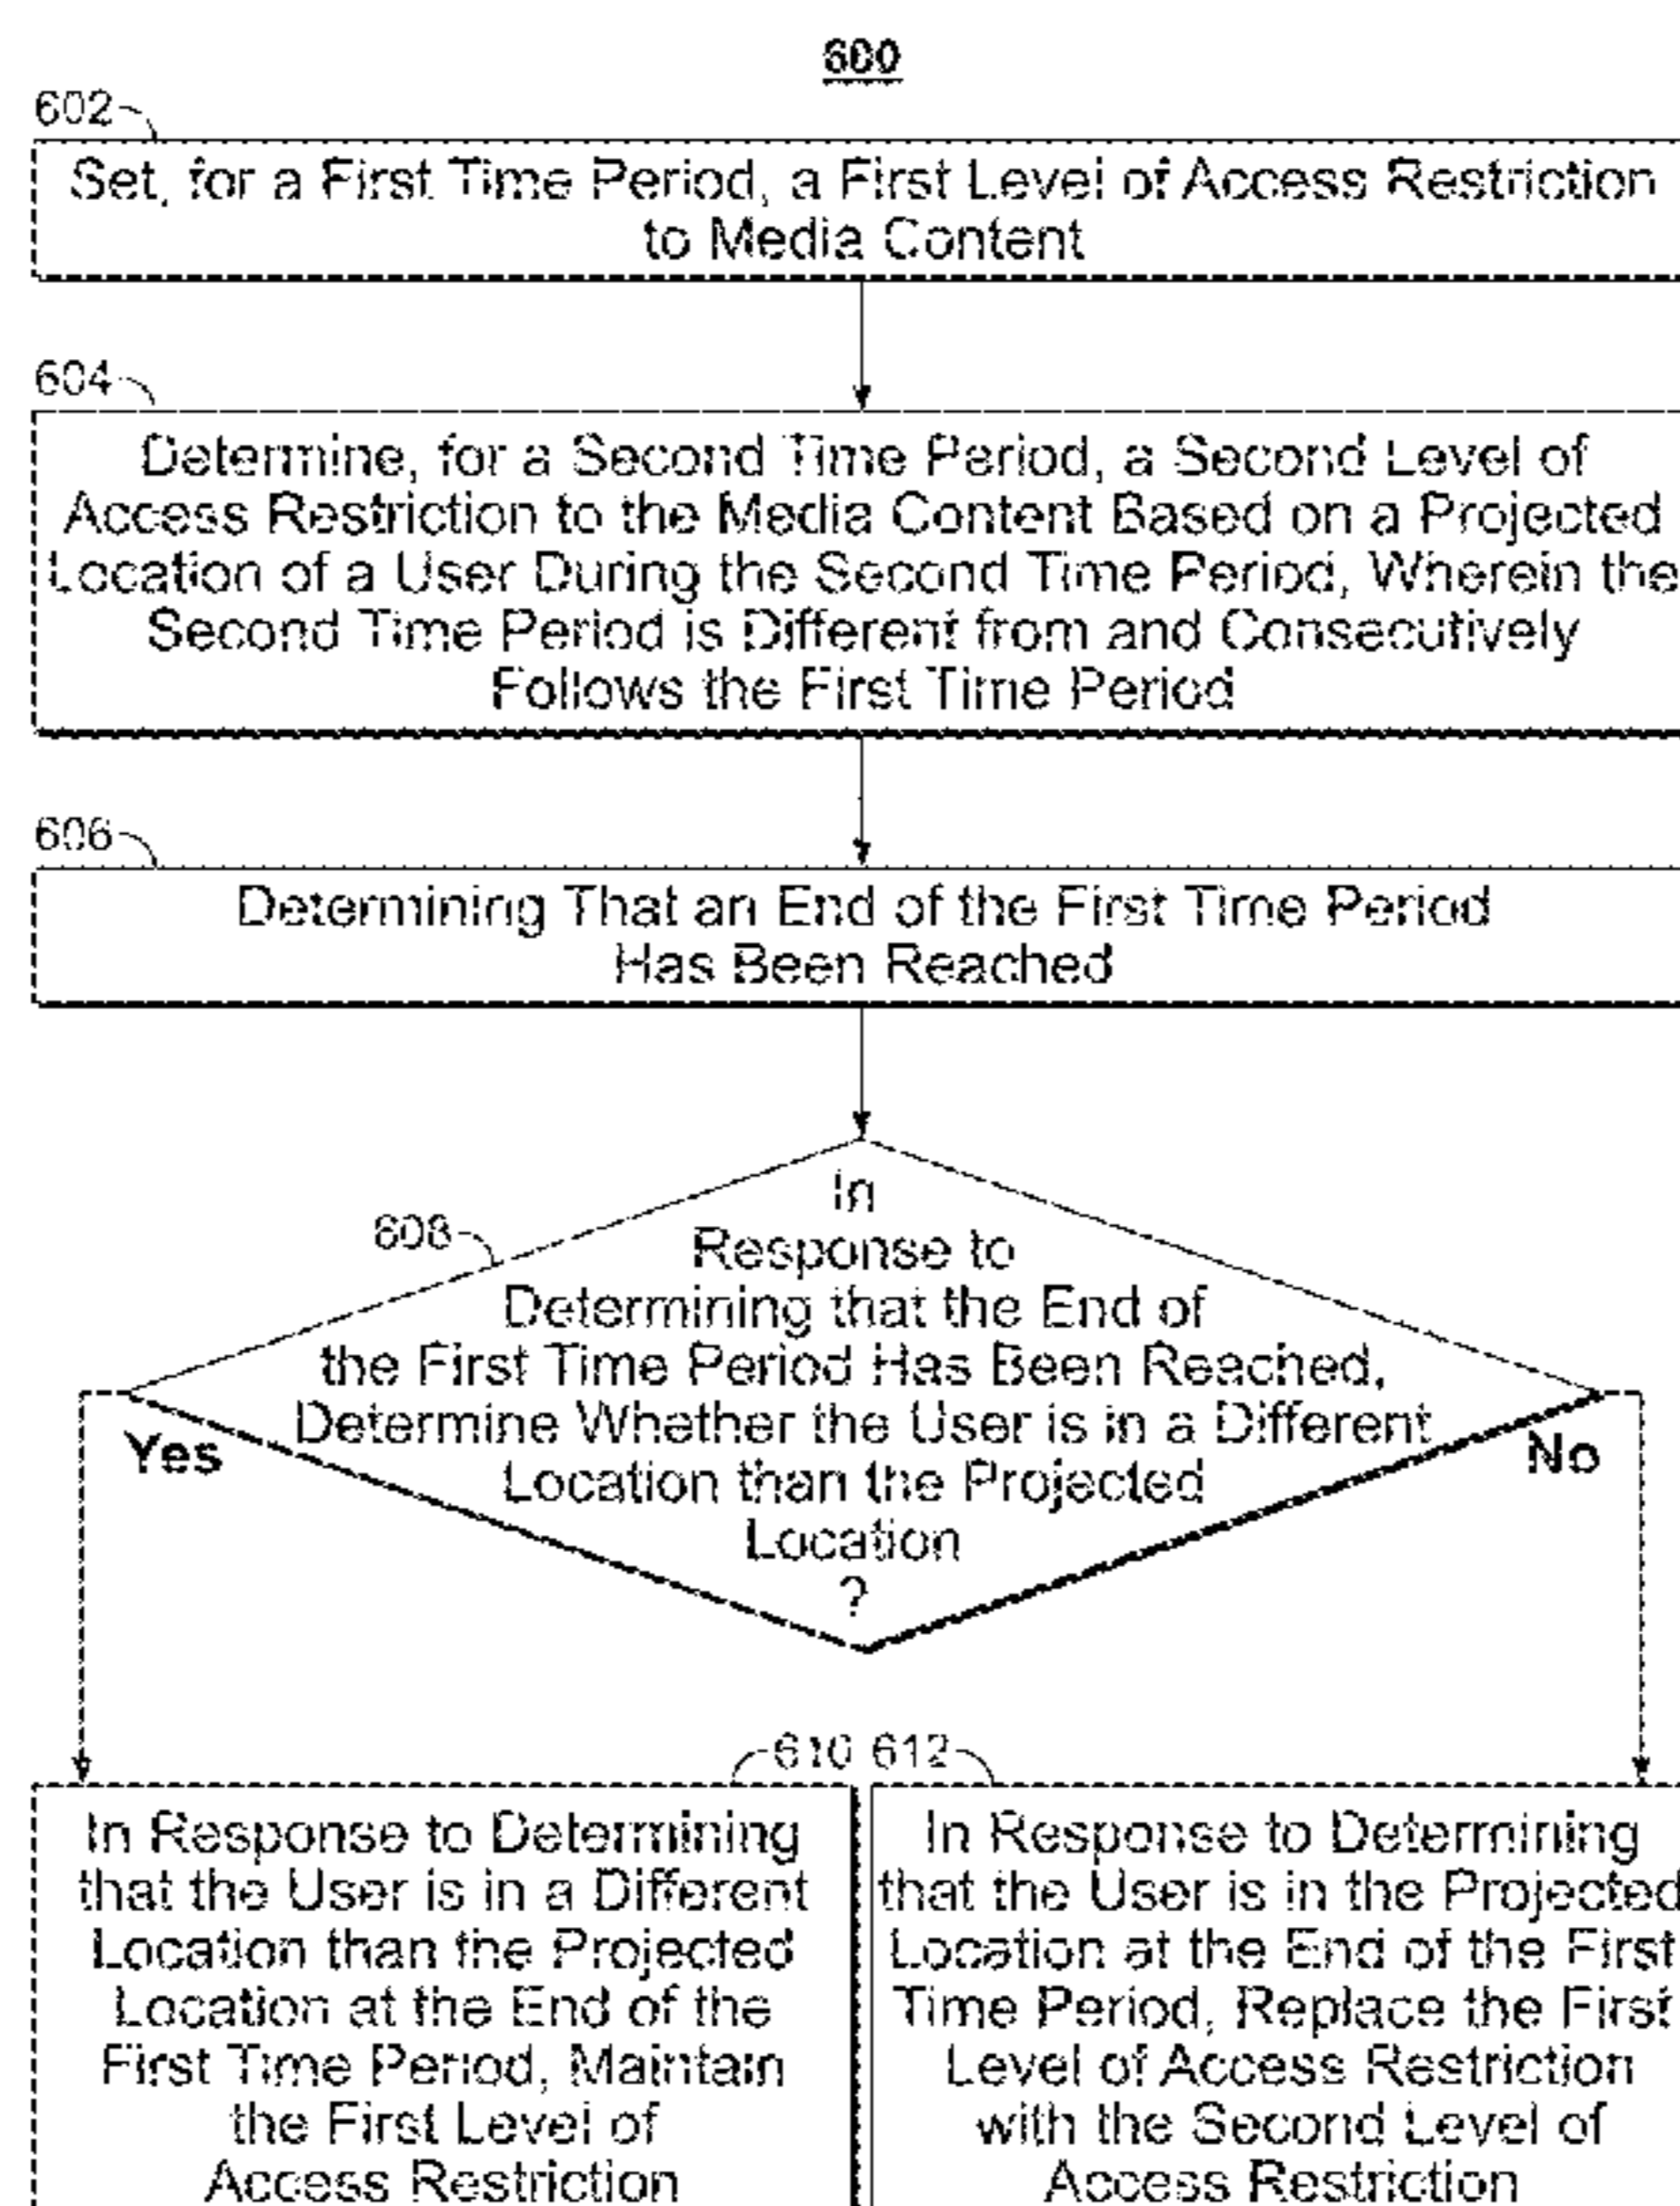 600
602
Set, for a First Time Period, a First Level of Access Restriction
to Media Content
604
Determine, for a Second Time Period, a Second Level of
Access Restriction to the Media Content Based on a Projected
Location of a User During the Second Time Period, Wherein the
Second Time Period is Different from and Consecutively
Follows the First Time Period
606
Determining That an End of the First Time Period
Has Been Reached
608
In
Response to
Determining that the End of
the First Time Period Has Been Reached,
Determine Whether the User is in a Different
Location than the Projected
Location
?
Yes
No
610
In Response to Determining
that the User is in a Different
Location than the Projected
Location at the End of the
First Time Period, Maintain
the First Level of
Access Restriction
612
In Response to Determining
that the User is in the Projected
Location at the End of the First
Time Period, Replace the First
Level of Access Restriction
with the Second Level of
Access Restriction